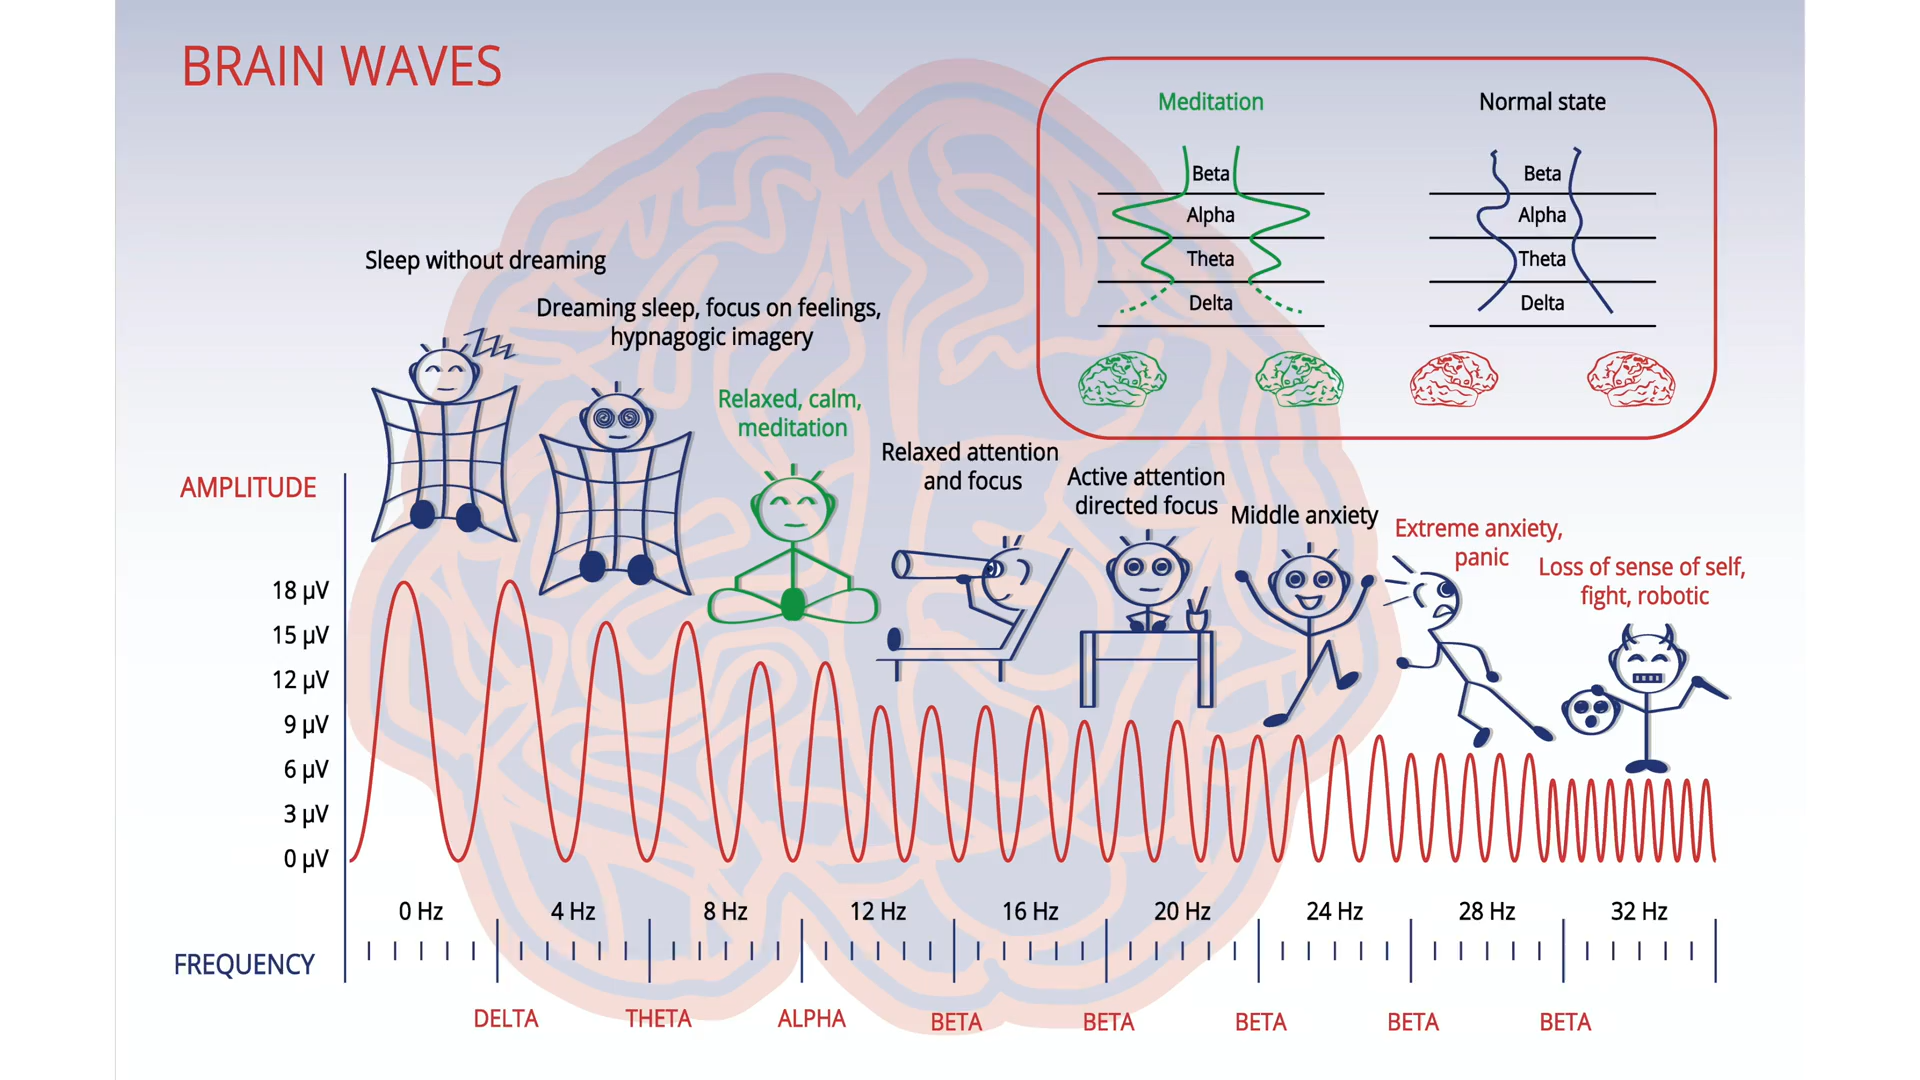 BRAIN WAVES
Meditation
Normal state
Beta
Alpha
Theta
Delta
Beta
Alpha
Theta
Delta
Sleep without dreaming
Dreaming sleep, focus on feelings,
hypnagogic imagery
Relaxed, calm,
meditation
Relaxed attention
and focus
Active attention
directed focus
Middle anxiety
Extreme anxiety,
panic
Loss of sense of self,
fight, robotic
AMPLITUDE
18 µV
15 µV
12 µV
9 µV
6 µV
3 µV
0 µV
0 Hz 4 Hz 8 Hz 12 Hz 16 Hz 20 Hz 24 Hz 28 Hz 32 Hz
FREQUENCY
DELTA THETA ALPHA BETA BETA BETA BETA BETA